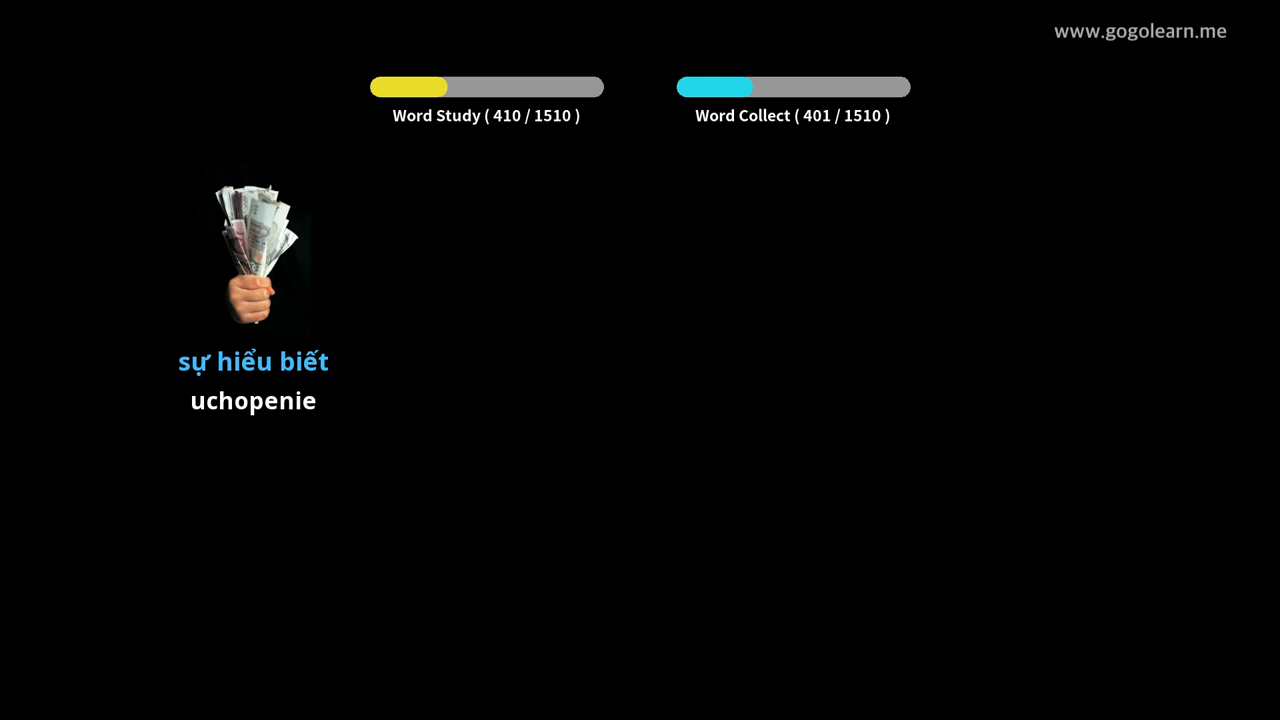 www.gogolearn.me
Word Study ( 410 / 1510 )
Word Collect ( 401 / 1510 )
sự hiểu biết
uchopenie